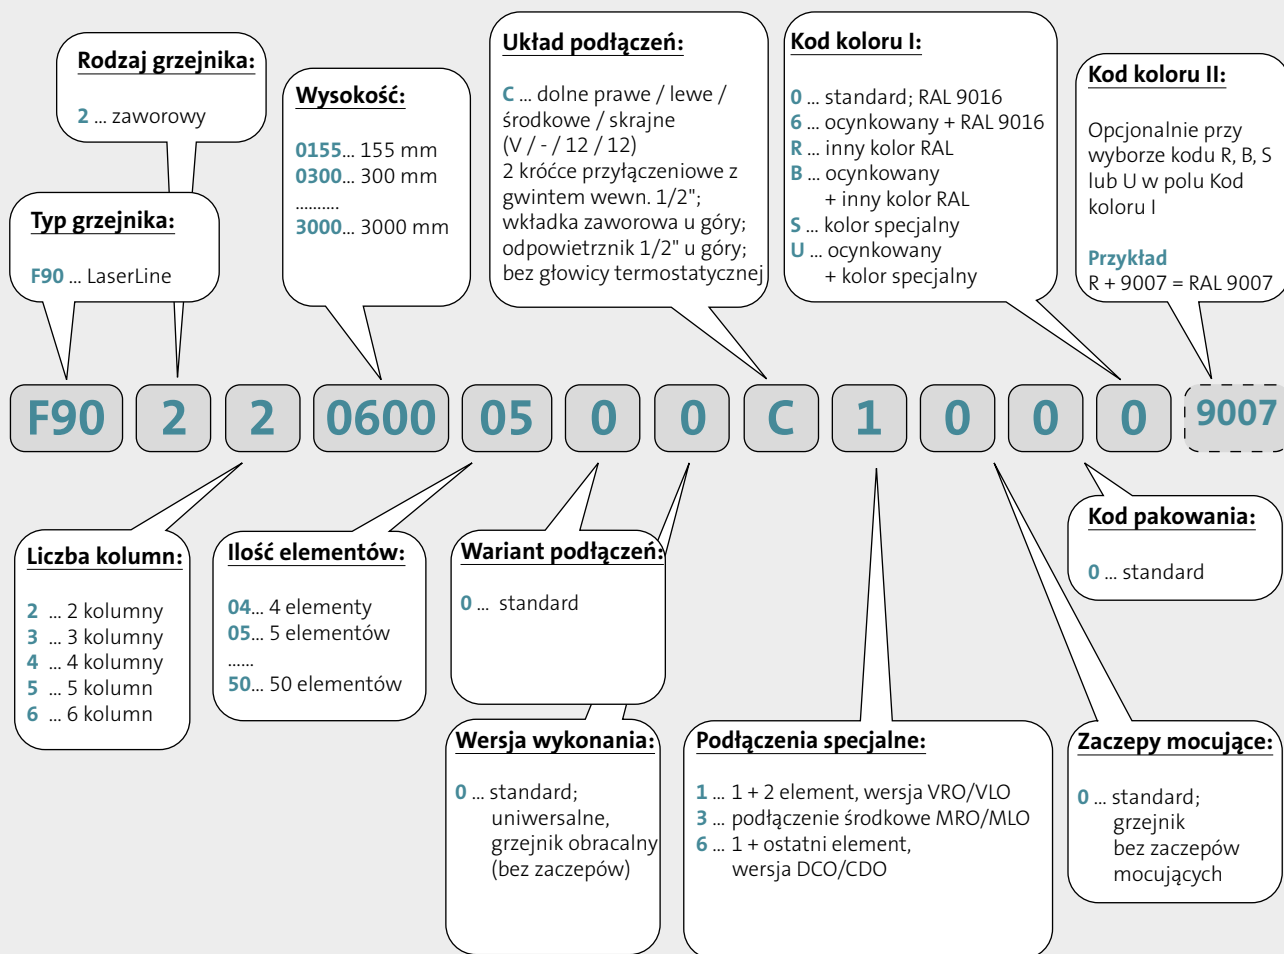 Rodzaj grzejnika:
2 ... zaworowy
Typ grzejnika:
F90 ... LaserLine
Wysokość:
0155... 155 mm
0300... 300 mm
..........
3000... 3000 mm
Układ podłączeń:
C ... dolne prawe / lewe /
środkowe / skrajne
(V / - / 12 / 12)
2 króćce przyłączeniowe z
gwintem wewn. 1/2";
wkładka zaworowa u góry;
odpowietrznik 1/2" u góry;
bez głowicy termostatycznej
Kod koloru I:
0 ... standard; RAL 9016
6 ... ocynkowany + RAL 9016
R ... inny kolor RAL
B ... ocynkowany
+ inny kolor RAL
S ... kolor specjalny
U ... ocynkowany
+ kolor specjalny
Kod koloru II:
Opcjonalnie przy
wyborze kodu R, B, S
lub U w polu Kod
koloru I
Przykład
R + 9007 = RAL 9007
F90 2 2 0600 05 0 0 C 1 0 0 0 9007
Liczba kolumn:
2 ... 2 kolumny
3 ... 3 kolumny
4 ... 4 kolumny
5 ... 5 kolumn
6 ... 6 kolumn
Ilość elementów:
04... 4 elementy
05... 5 elementów
......
50... 50 elementów
Wariant podłączeń:
0 ... standard
Wersja wykonania:
0 ... standard;
uniwersalne,
grzejnik obracalny
(bez zaczepów)
Podłączenia specjalne:
1 ... 1 + 2 element, wersja VRO/VLO
3 ... podłączenie środkowe MRO/MLO
6 ... 1 + ostatni element,
wersja DCO/CDO
Kod pakowania:
0 ... standard
Zaczepy mocujące:
0 ... standard;
grzejnik
bez zaczepów
mocujących